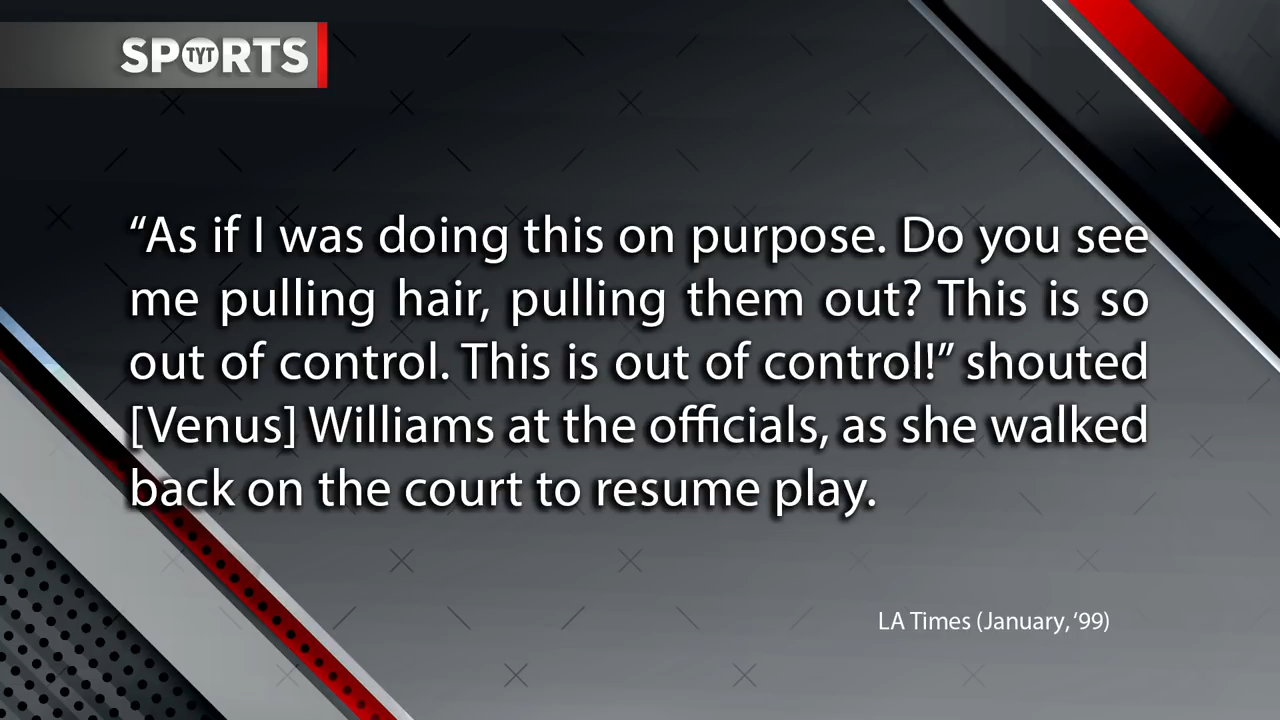 SPORTS
TYT
“As if I was doing this on purpose. Do you see
me pulling hair, pulling them out? This is so
out of control. This is out of control!” shouted
[Venus] Williams at the officials, as she walked
back on the court to resume play.
LA Times (January, ‘99)